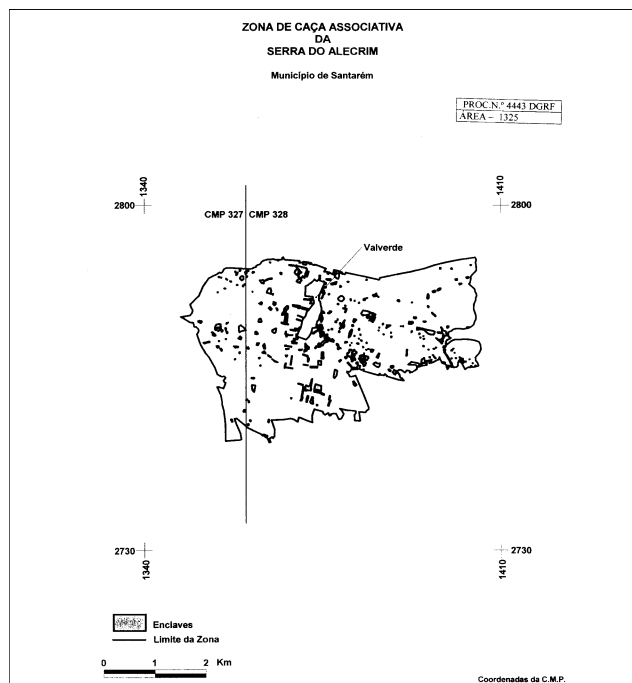 ZONA DE CAÇA ASSOCIATIVA
DA
SERRA DO ALECRIM
Município de Santarém
PROC.N.º 4443 DGRF
ÁREA – 1325
1340
1410
2800
2800
CMP 327
CMP 328
Valverde
2730
2730
1340
1410
Enclaves
Limite da Zona
0 1 2 Km
Coordenadas da C.M.P.